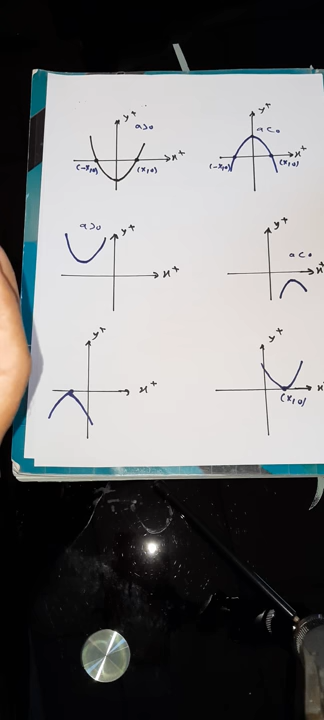 y+
a>0
x+
(-x,0)
(x,0)
y+
a<0
x+
(-x,0)
(x,0)
a>0
y+
x+
a<0
y+
x+
y+
x+
y+
x+
(x,0)